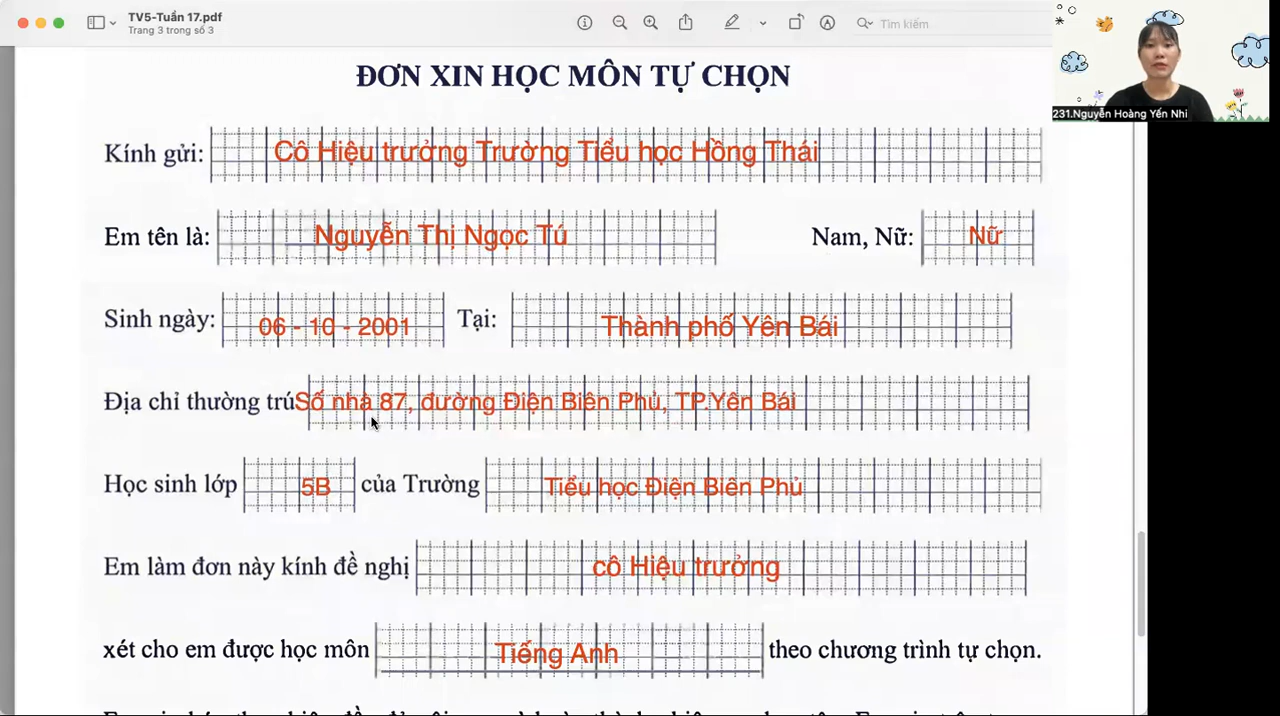 TV5-Tuần 17.pdf
Trang 3 trong số 3
Tìm kiếm
231.Nguyễn Hoàng Yến Nhi
ĐƠN XIN HỌC MÔN TỰ CHỌN
Kính gửi: Cô Hiệu trưởng Trường Tiểu học Hồng Thái
Em tên là: Nguyễn Thị Ngọc Tú Nam, Nữ: Nữ
Sinh ngày: 06 - 10 - 2001 Tại: Thành phố Yên Bái
Địa chỉ thường trú Số nhà 87, đường Điện Biên Phủ, TP.Yên Bái
Học sinh lớp 5B của Trường Tiểu học Điện Biên Phủ
Em làm đơn này kính đề nghị cô Hiệu trưởng
xét cho em được học môn Tiếng Anh theo chương trình tự chọn.